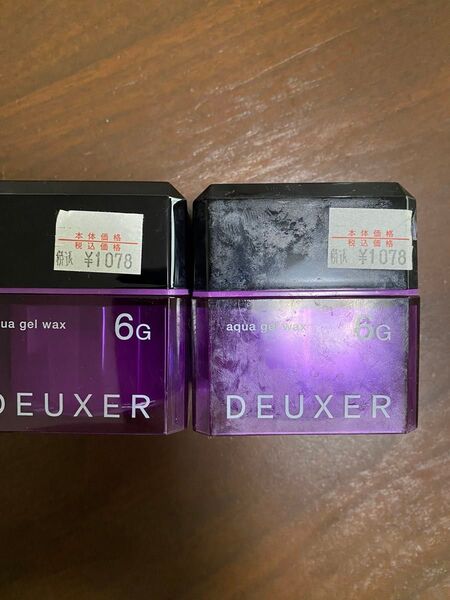 本体価格
税込価格
税込 ¥1078
ua gel wax 6G
DEUXER
本体価格
税込価格
税込 ¥1078
aqua gel wax 6G
DEUXER